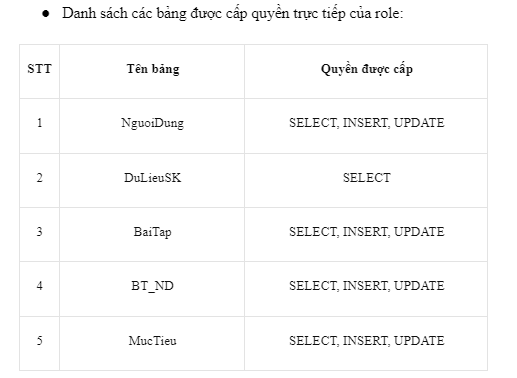 ● Danh sách các bảng được cấp quyền trực tiếp của role:
STT Tên bảng Quyền được cấp
1 NguoiDung SELECT, INSERT, UPDATE
2 DuLieuSK SELECT
3 BaiTap SELECT, INSERT, UPDATE
4 BT_ND SELECT, INSERT, UPDATE
5 MucTieu SELECT, INSERT, UPDATE